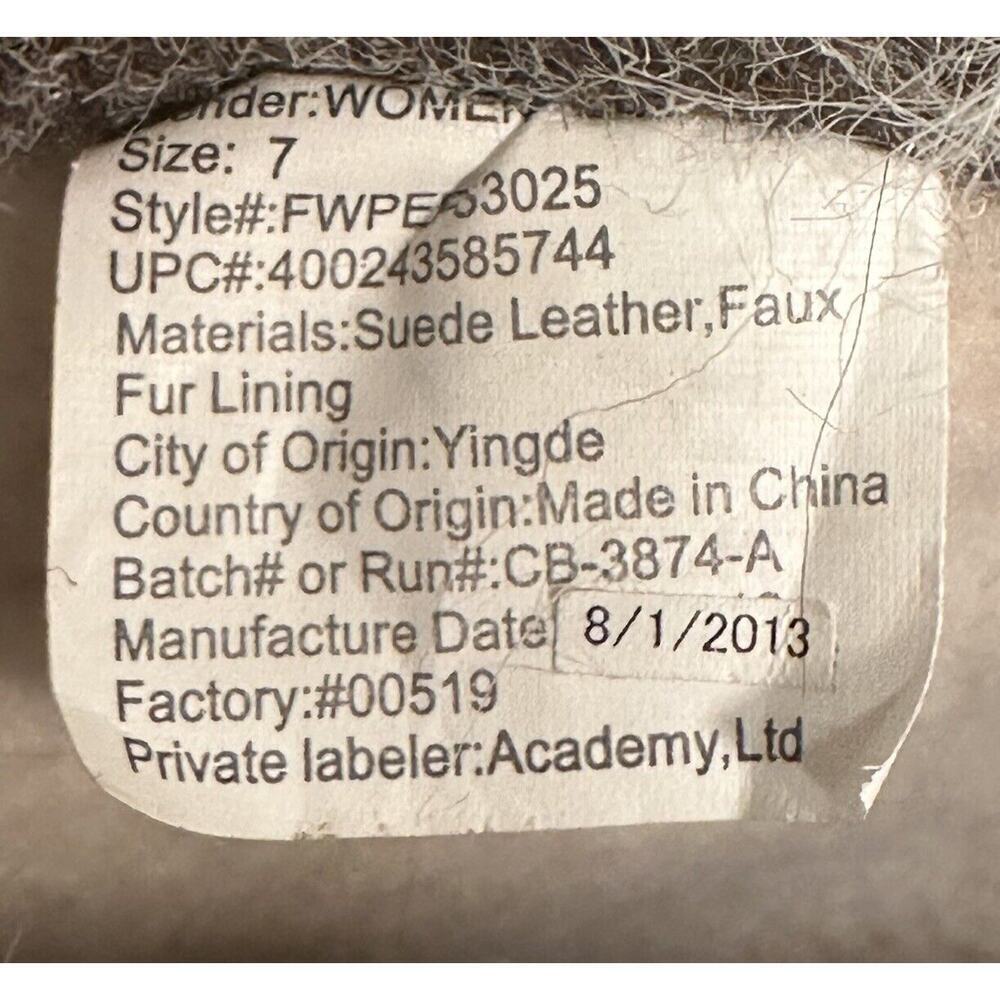 Size: 7
Style#:
UPC#:400243585744
Materials:Suede Leather,Faux
Fur Lining
City of Origin:Yingde
Country of Origin:Made in China
Batch# or Run#:CB-3874-A
Manufacture Date 8/1/2013
Factory:#00519
Private labeler:Academy,Ltd